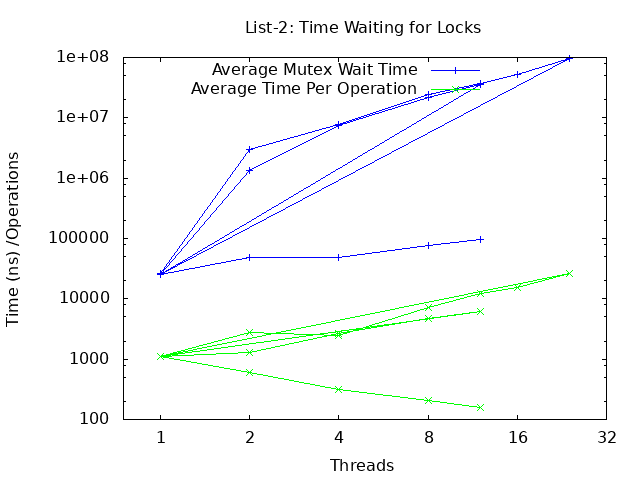 List-2: Time Waiting for Locks
Average Mutex Wait Time
Average Time Per Operation
Time (ns) /Operations
1e+08
1e+07
1e+06
100000
10000
1000
100
1 2 4 8 16 32
Threads